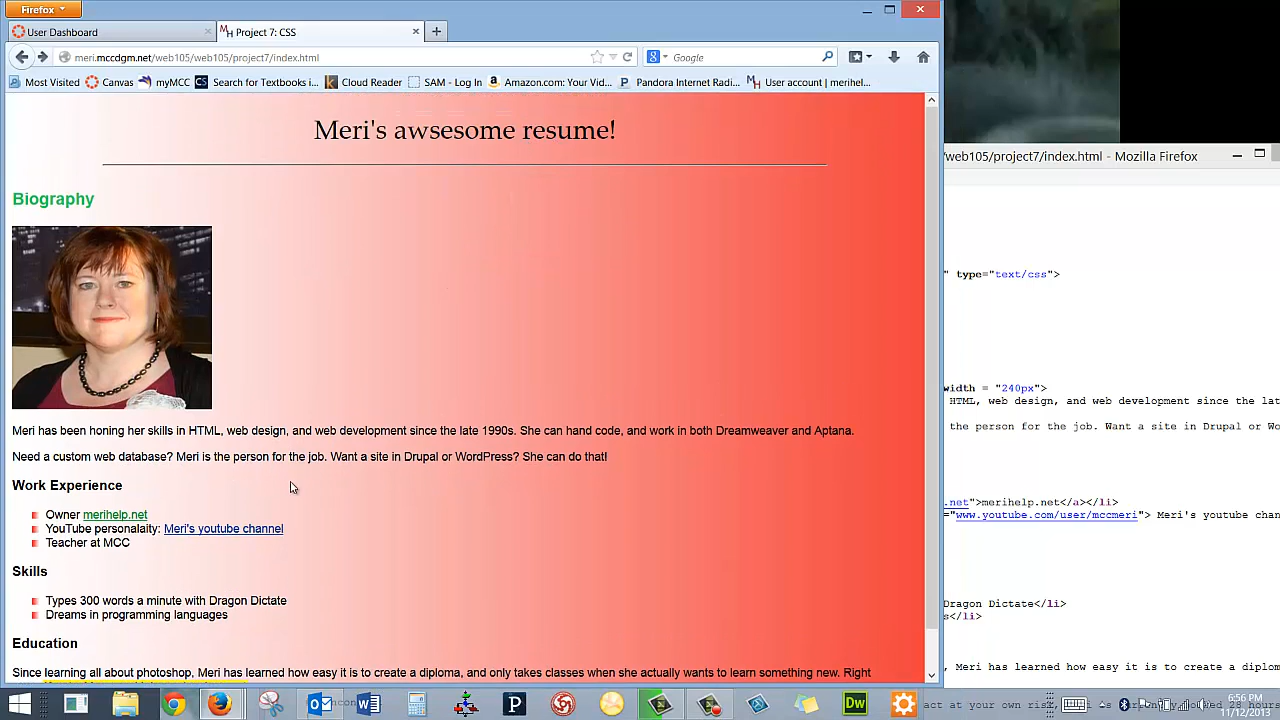 Firefox
User Dashboard
Project 7: CSS
meri.mccdgm.net/web105/web105/project7/index.html
Google
Most Visited Canvas myMCC Search for Textbooks i... Cloud Reader SAM - Log In Amazon.com: Your Vid... Pandora Internet Radi... User account | merihel...
Meri's awsesome resume!
Biography
Meri has been honing her skills in HTML, web design, and web development since the late 1990s. She can hand code, and work in both Dreamweaver and Aptana.
Need a custom web database? Meri is the person for the job. Want a site in Drupal or WordPress? She can do that!
Work Experience
Owner merihelp.net
YouTube personalaity: Meri's youtube channel
Teacher at MCC
Skills
Types 300 words a minute with Dragon Dictate
Dreams in programming languages
Education
Since learning all about photoshop, Meri has learned how easy it is to create a diploma, and only takes classes when she actually wants to learn something new. Right
/web105/project7/index.html - Mozilla Firefox
" type="text/css">
width = "240px">
HTML, web design, and web development since the lat
the person for the job. Want a site in Drupal or Wo
.net">merihelp.net</a></li>
="www.youtube.com/user/mccmeri"> Meri's youtube chan
Dragon Dictate</li>
s</li>
, Meri has learned how easy it is to create a diplom
act at your own risk.
6:56 PM
11/12/2013